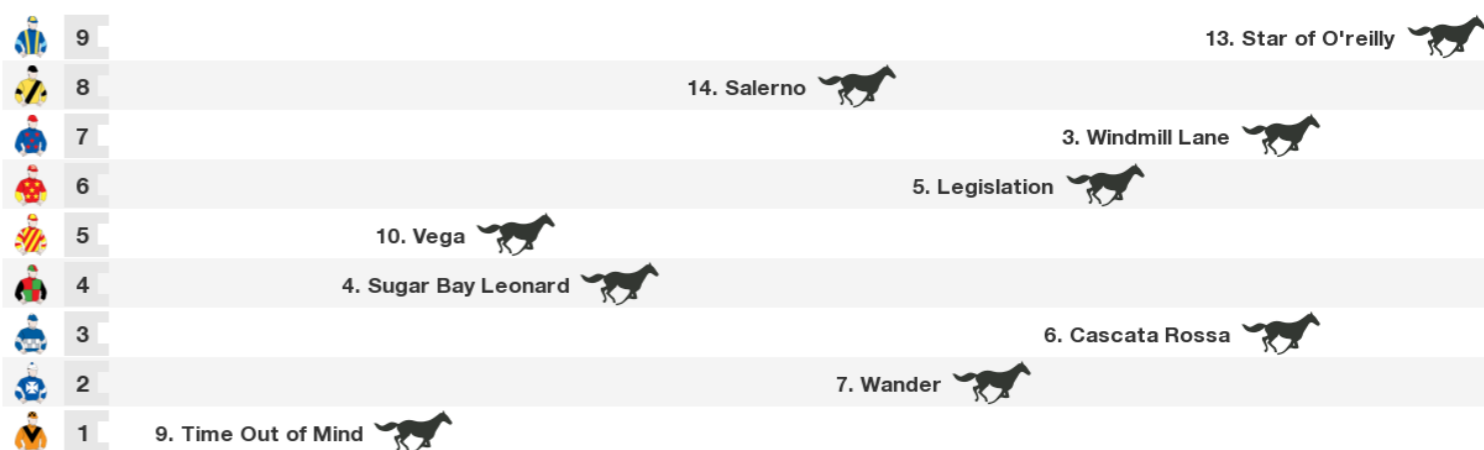 9 13. Star of O'reilly
8 14. Salerno
7 3. Windmill Lane
6 5. Legislation
5 10. Vega
4 4. Sugar Bay Leonard
3 6. Cascata Rossa
2 7. Wander
1 9. Time Out of Mind